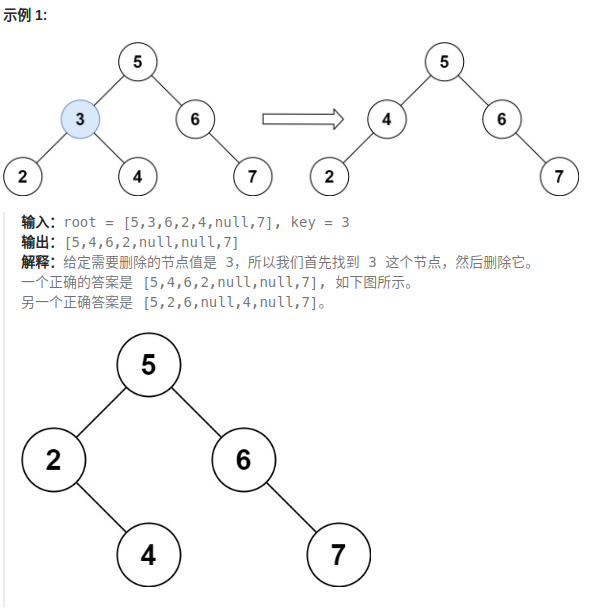 示例 1:
5
5
3
6
4
6
2
4
7
2
7
输入：root = [5,3,6,2,4,null,7], key = 3
输出：[5,4,6,2,null,null,7]
解释：给定需要删除的节点值是 3，所以我们首先找到 3 这个节点，然后删除它。
一个正确的答案是 [5,4,6,2,null,null,7], 如下图所示。
另一个正确答案是 [5,2,6,null,4,null,7]。
5
2
6
4
7